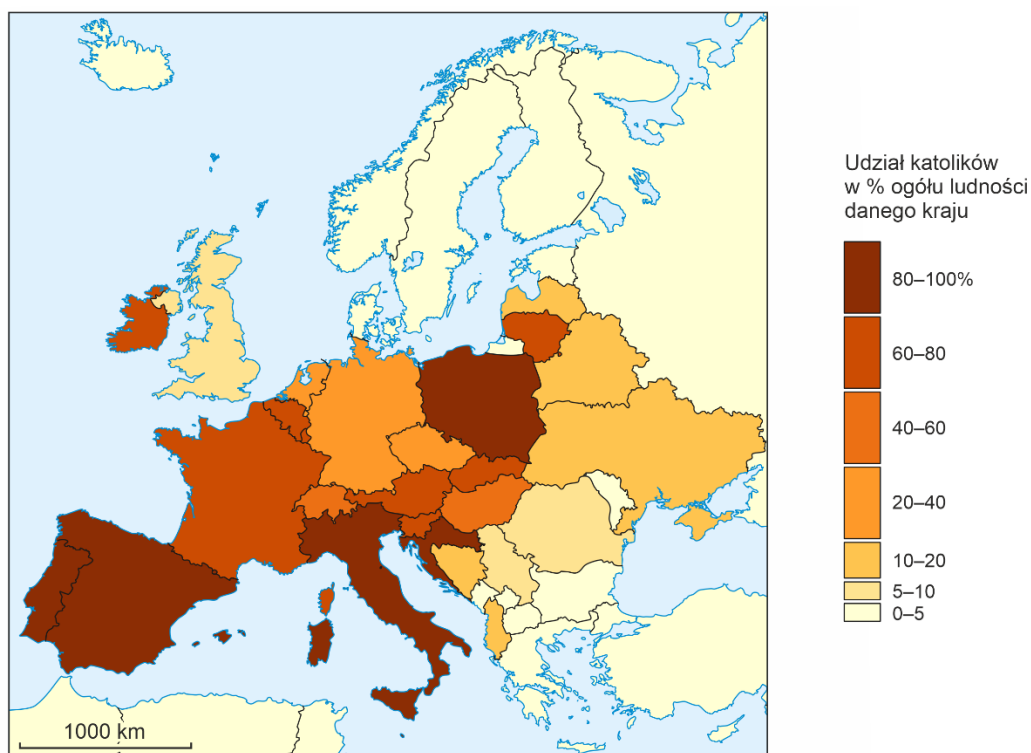 Udział katolików
w % ogółu ludności
danego kraju
80–100%
60–80
40–60
20–40
10–20
5–10
0–5
1000 km